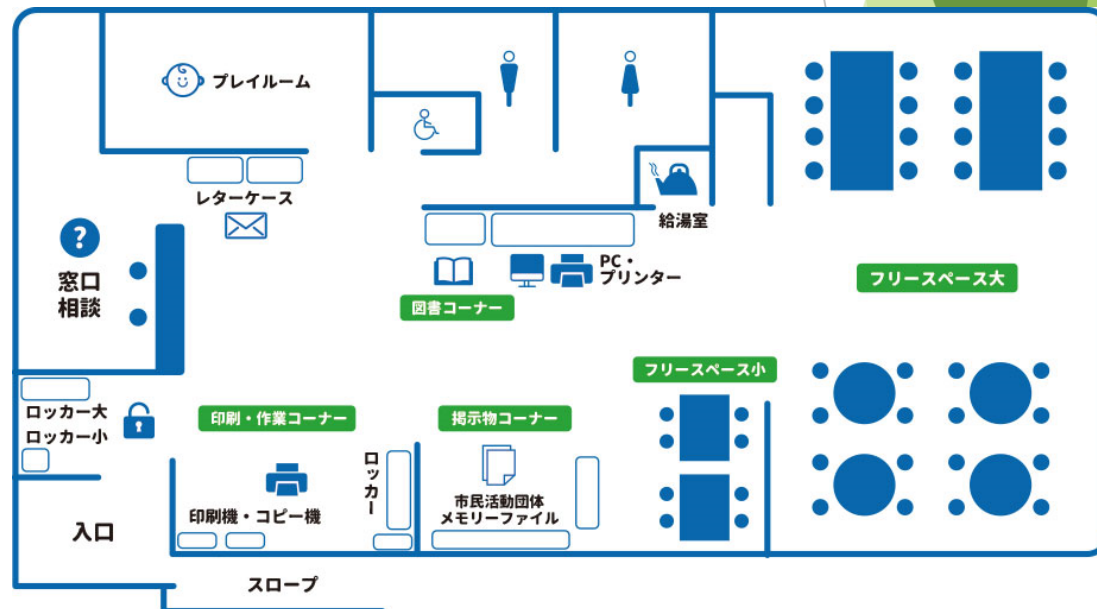 プレイルーム
レターケース
?
窓口
相談
給湯室
PC・
プリンター
図書コーナー
フリースペース大
フリースペース小
ロッカー大
ロッカー小
印刷・作業コーナー
掲示物コーナー
ロッカー
印刷機・コピー機
市民活動団体
メモリーファイル
入口
スロープ